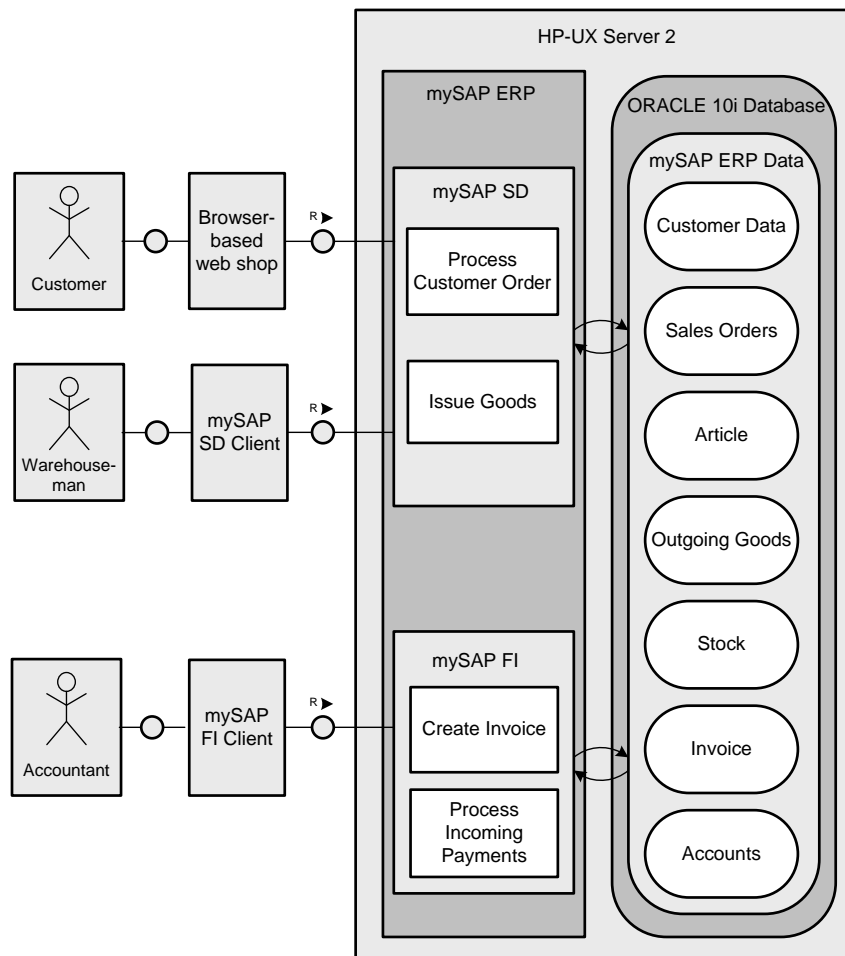 HP-UX Server 2
mySAP ERP
ORACLE 10i Database
mySAP ERP Data
mySAP SD
Customer
Browser-
based
web shop
R
Process
Customer Order
Customer Data
Sales Orders
Warehouse-
man
mySAP
SD Client
R
Issue Goods
Article
Outgoing Goods
Stock
mySAP FI
Accountant
mySAP
FI Client
R
Create Invoice
Invoice
Process
Incoming
Payments
Accounts